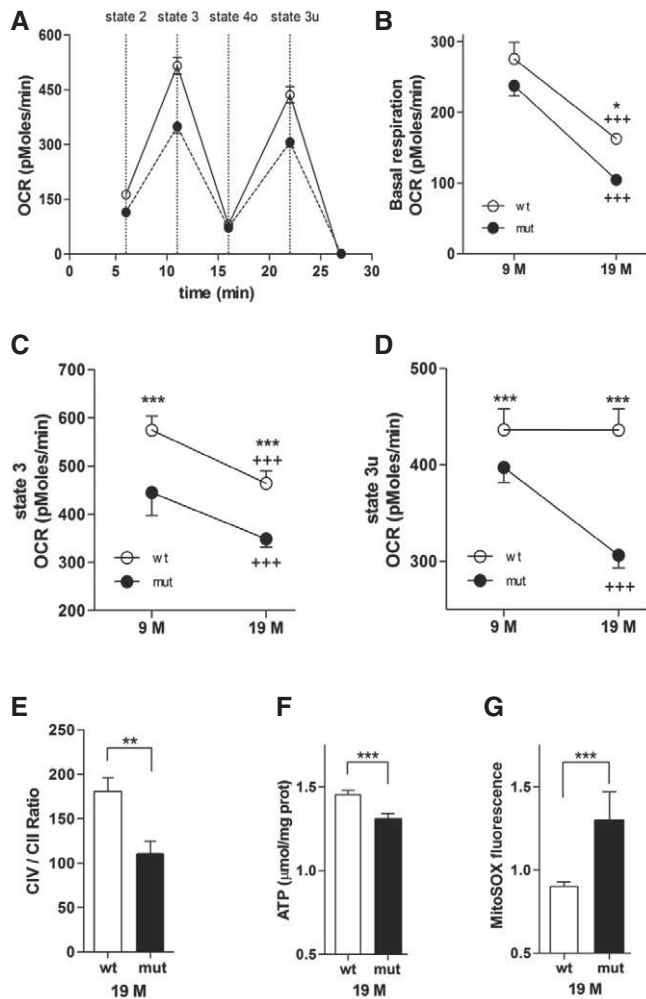 A
state 2 state 3 state 4o state 3u
600
450
300
150
0
OCR (pMoles/min)
0 5 10 15 20 25 30
time (min)
B
300
200
100
0
Basal respiration
OCR (pMoles/min)
*
+++
+++
wt
mut
9 M 19 M
C
700
600
500
400
300
200
state 3
OCR (pMoles/min)
***
***
+++
+++
wt
mut
9 M 19 M
D
500
400
300
state 3u
OCR (pMoles/min)
*** ***
+++
wt
mut
9 M 19 M
E
250
200
150
100
50
0
CIV / CII Ratio
**
wt mut
19 M
F
1.5
1.0
0.5
ATP (μmol/mg prot)
***
wt mut
19 M
G
1.5
1.0
0.5
MitoSOX fluorescence
***
wt mut
19 M